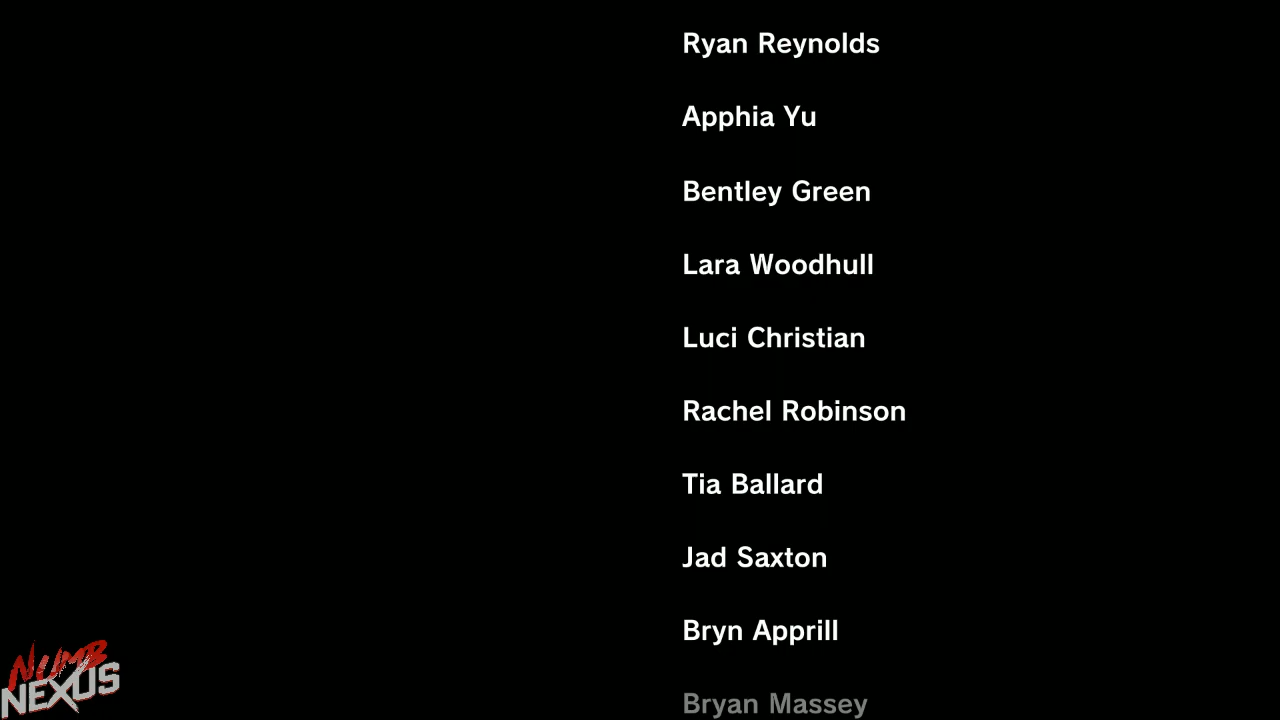 Ryan Reynolds
Apphia Yu
Bentley Green
Lara Woodhull
Luci Christian
Rachel Robinson
Tia Ballard
Jad Saxton
Bryn Apprill
Bryan Massey
NUMB
NEXUS